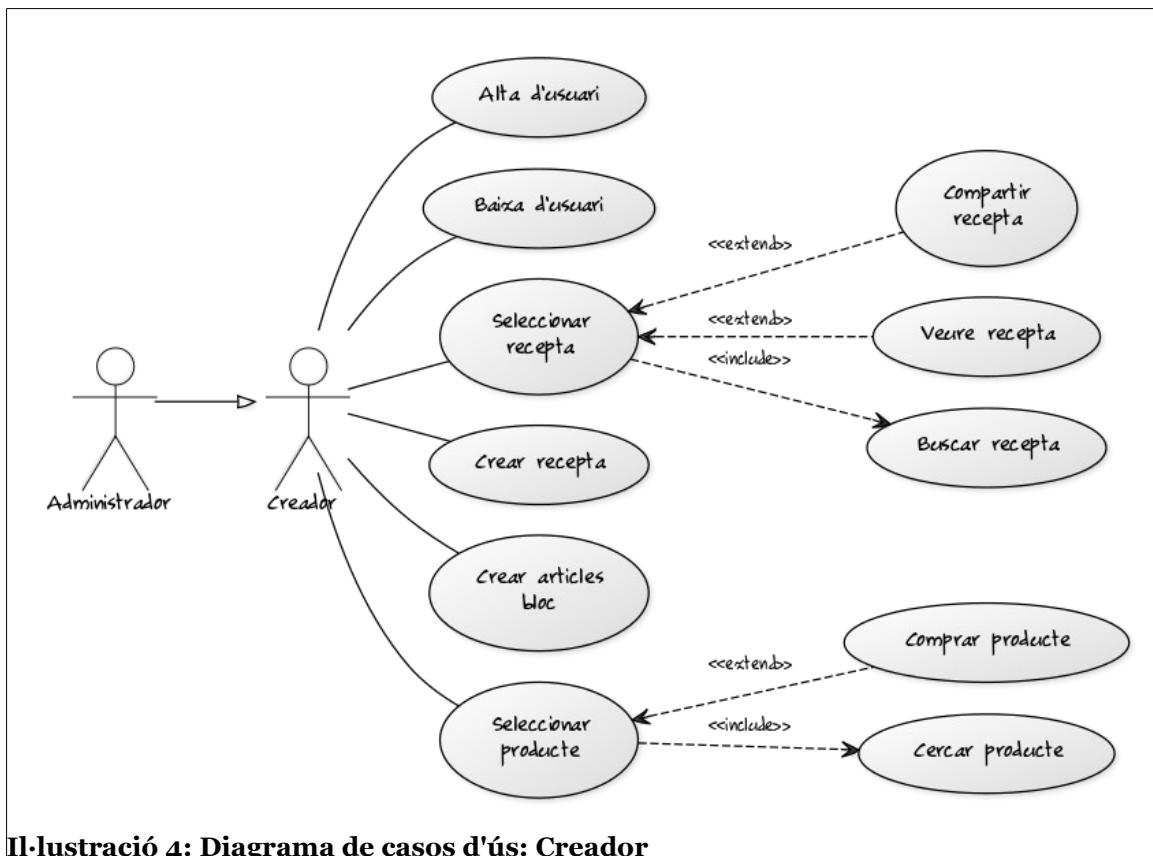 Alta d'usuari
Baixa d'usuari
Compartir
recepta
<<extend>>
Seleccionar
recepta
<<extend>>
Veure recepta
<<include>>
Buscar recepta
Crear recepta
Administrador
Creador
Crear articles
bloc
Comprar producte
<<extend>>
Seleccionar
producte
<<include>>
Cercar producte
Il·lustració 4: Diagrama de casos d'ús: Creador